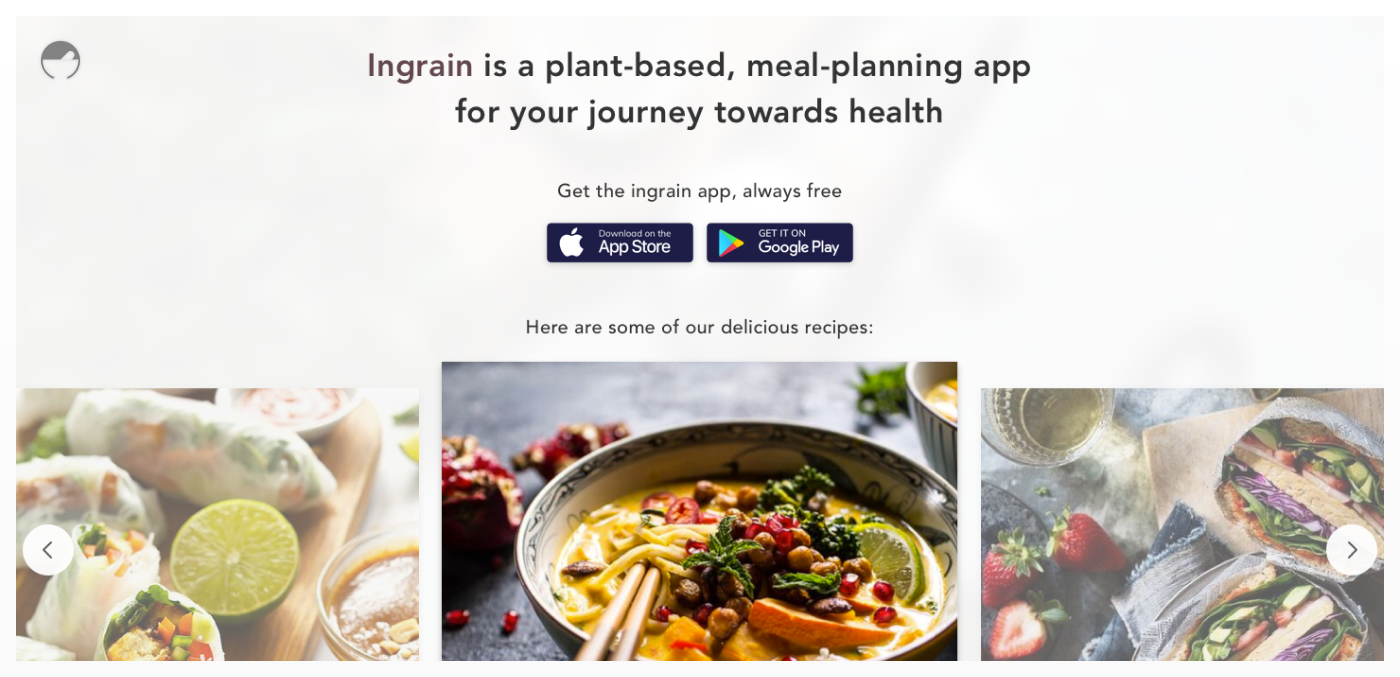 Ingrain is a plant-based, meal-planning app
for your journey towards health
Get the ingrain app, always free
Download on the
App Store
GET IT ON
Google Play
Here are some of our delicious recipes: